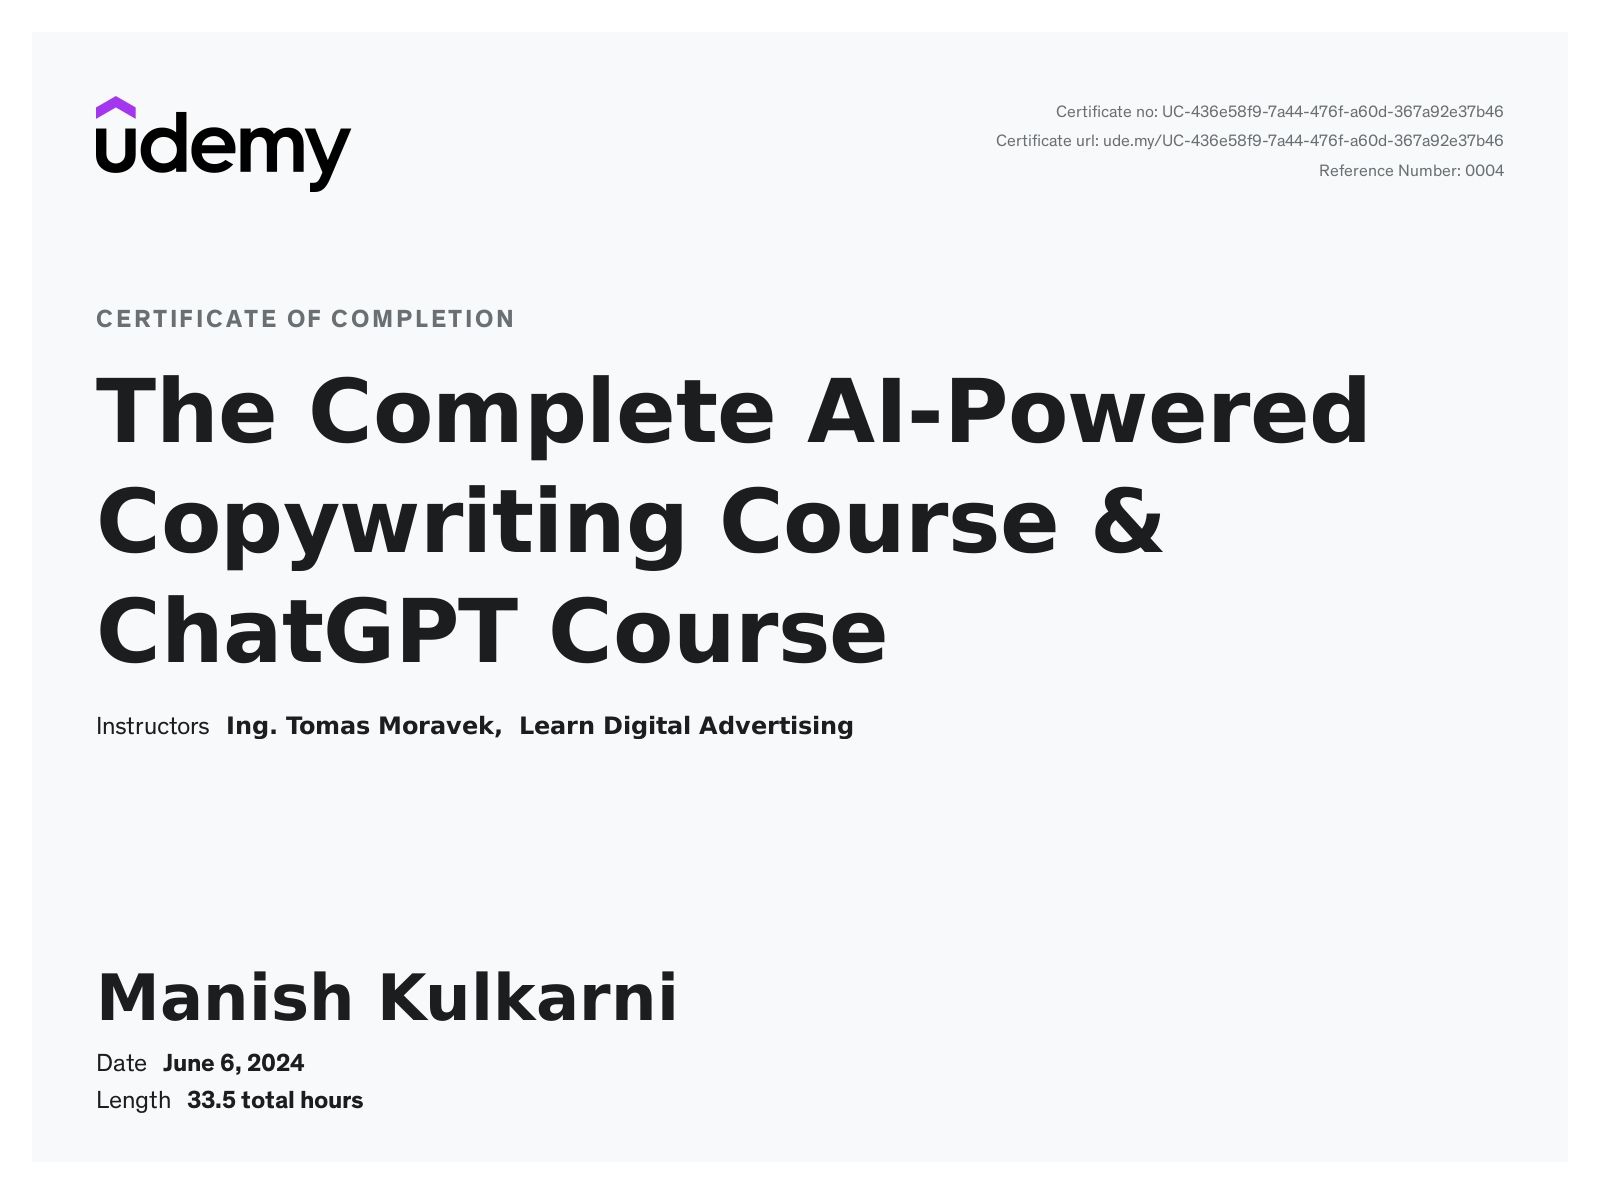 udemy
Certificate no: UC-436e58f9-7a44-476f-a60d-367a92e37b46
Certificate url: ude.my/UC-436e58f9-7a44-476f-a60d-367a92e37b46
Reference Number: 0004
CERTIFICATE OF COMPLETION
The Complete AI-Powered
Copywriting Course &
ChatGPT Course
Instructors Ing. Tomas Moravek, Learn Digital Advertising
Manish Kulkarni
Date June 6, 2024
Length 33.5 total hours